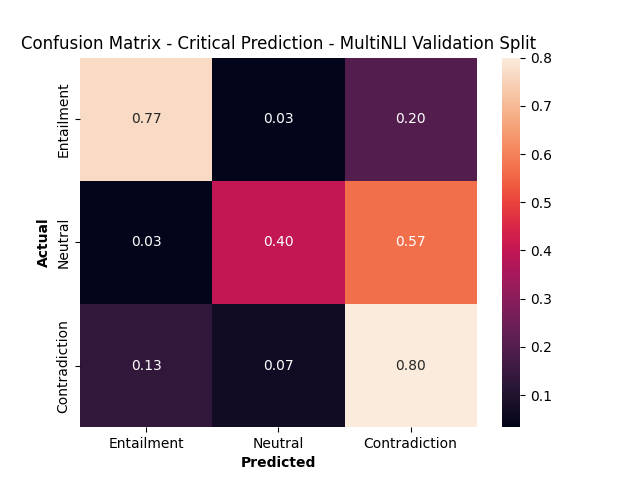 Confusion Matrix - Critical Prediction - MultiNLI Validation Split
Actual
Entailment
Neutral
Contradiction
0.77 0.03 0.20
0.03 0.40 0.57
0.13 0.07 0.80
Entailment Neutral Contradiction
Predicted
0.8
0.7
0.6
0.5
0.4
0.3
0.2
0.1